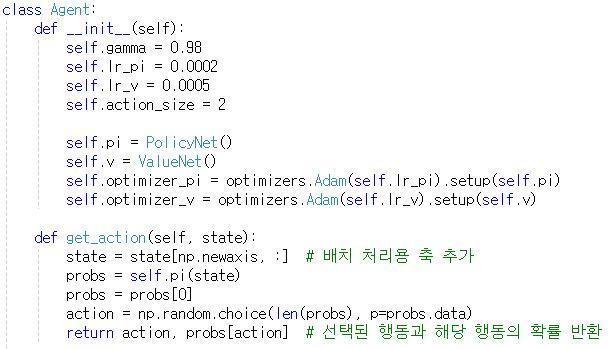 class Agent:
    def __init__(self):
        self.gamma = 0.98
        self.lr_pi = 0.0002
        self.lr_v = 0.0005
        self.action_size = 2

        self.pi = PolicyNet()
        self.v = ValueNet()
        self.optimizer_pi = optimizers.Adam(self.lr_pi).setup(self.pi)
        self.optimizer_v = optimizers.Adam(self.lr_v).setup(self.v)

    def get_action(self, state):
        state = state[np.newaxis, :]  # 배치 처리용 축 추가
        probs = self.pi(state)
        probs = probs[0]
        action = np.random.choice(len(probs), p=probs.data)
        return action, probs[action]  # 선택된 행동과 해당 행동의 확률 반환